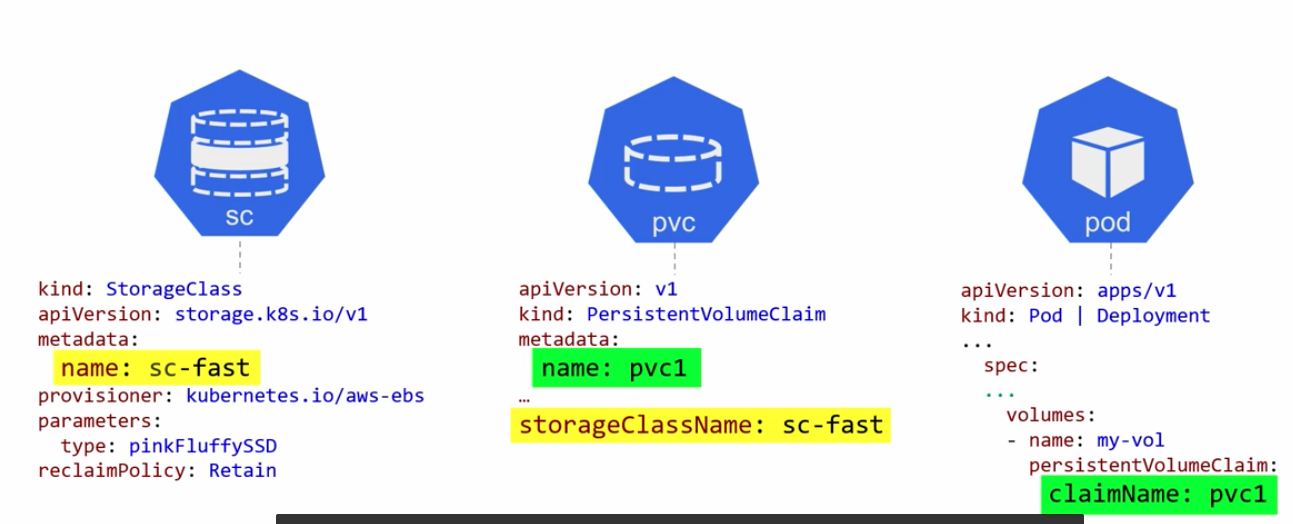 sc
kind: StorageClass
apiVersion: storage.k8s.io/v1
metadata:
name: sc-fast
provisioner: kubernetes.io/aws-ebs
parameters:
type: pinkFluffySSD
reclaimPolicy: Retain
pvc
apiVersion: v1
kind: PersistentVolumeClaim
metadata:
name: pvc1
…
storageClassName: sc-fast
pod
apiVersion: apps/v1
kind: Pod | Deployment
...
spec:
...
volumes:
- name: my-vol
persistentVolumeClaim:
claimName: pvc1